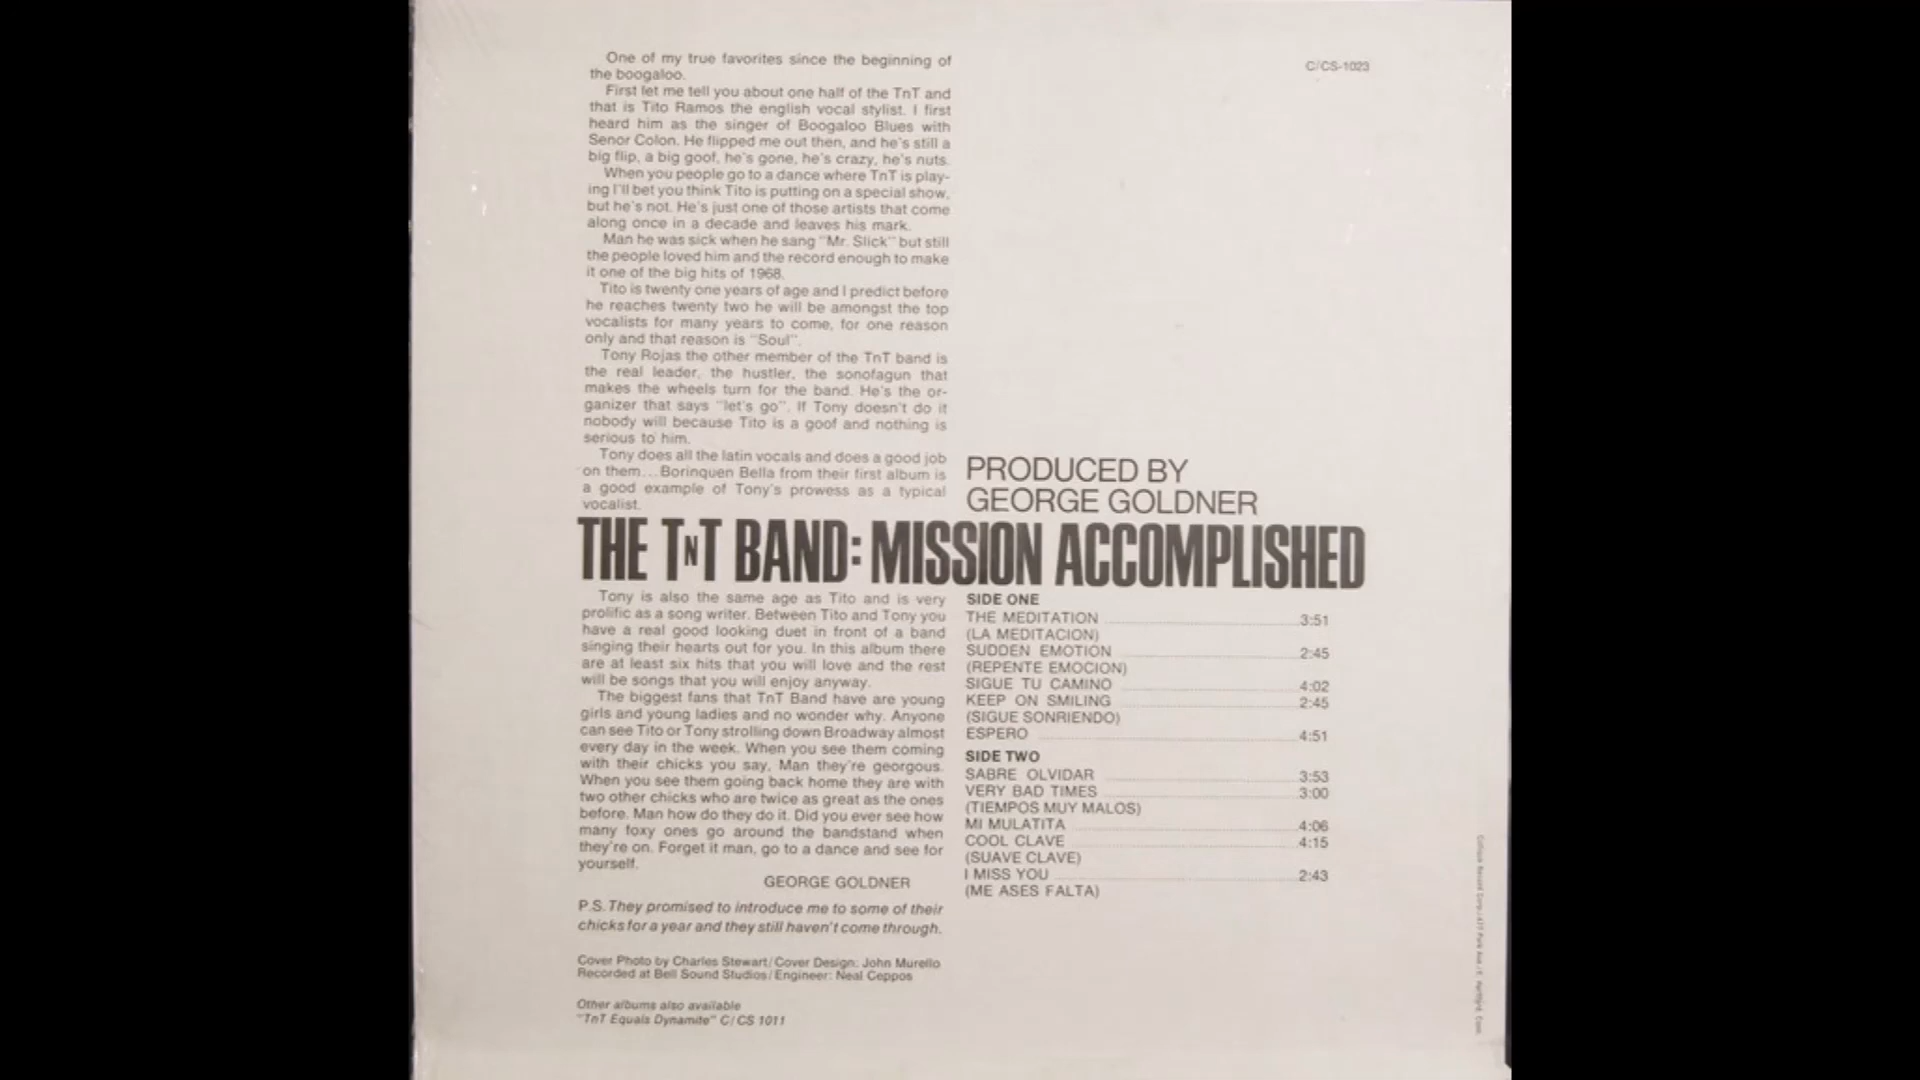 One of my true favorites since the beginning of
the boogaloo.
First let me tell you about one half of the TnT and
that is Tito Ramos the english vocal stylist. I first
heard him as the singer of Boogaloo Blues with
Senor Colon. He flipped me out then, and he's still a
big flip, a big goof, he's gone, he's crazy, he's nuts.
When you people go to a dance where TnT is play-
ing I'll bet you think Tito is putting on a special show,
but he's not. He's just one of those artists that come
along once in a decade and leaves his mark.
Man he was sick when he sang "Mr. Slick" but still
the people loved him and the record enough to make
it one of the big hits of 1968.
Tito is twenty one years of age and I predict before
he reaches twenty two he will be amongst the top
vocalists for many years to come, for one reason
only and that reason is "Soul".
Tony Rojas the other member of the TnT band is
the real leader, the hustler, the sonofagun that
makes the wheels turn for the band. He's the or-
ganizer that says "let's go". If Tony doesn't do it
nobody will because Tito is a goof and nothing is
serious to him.
Tony does all the latin vocals and does a good job
on them...Borinquen Bella from their first album is
a good example of Tony's prowess as a typical
vocalist.
C/CS-1023
PRODUCED BY
GEORGE GOLDNER
THE TNT BAND: MISSION ACCOMPLISHED
Tony is also the same age as Tito and is very
prolific as a song writer. Between Tito and Tony you
have a real good looking duet in front of a band
singing their hearts out for you. In this album there
are at least six hits that you will love and the rest
will be songs that you will enjoy anyway.
The biggest fans that TnT Band have are young
girls and young ladies and no wonder why. Anyone
can see Tito or Tony strolling down Broadway almost
every day in the week. When you see them coming
with their chicks you say, Man they're georgous.
When you see them going back home they are with
two other chicks who are twice as great as the ones
before. Man how do they do it. Did you ever see how
many foxy ones go around the bandstand when
they're on. Forget it man, go to a dance and see for
yourself.
GEORGE GOLDNER
P.S. They promised to introduce me to some of their
chicks for a year and they still haven't come through.
Cover Photo by Charles Stewart/Cover Design: John Murello
Recorded at Bell Sound Studios/Engineer: Neal Ceppos
Other albums also available
"TnT Equals Dynamite" C/CS 1011
SIDE ONE
THE MEDITATION 3:51
(LA MEDITACION)
SUDDEN EMOTION 2:45
(REPENTE EMOCION)
SIGUE TU CAMINO 4:02
KEEP ON SMILING 2:45
(SIGUE SONRIENDO)
ESPERO 4:51
SIDE TWO
SABRE OLVIDAR 3:53
VERY BAD TIMES 3:00
(TIEMPOS MUY MALOS)
MI MULATITA 4:06
COOL CLAVE 4:15
(SUAVE CLAVE)
I MISS YOU 2:43
(ME ASES FALTA)
Record Corp.